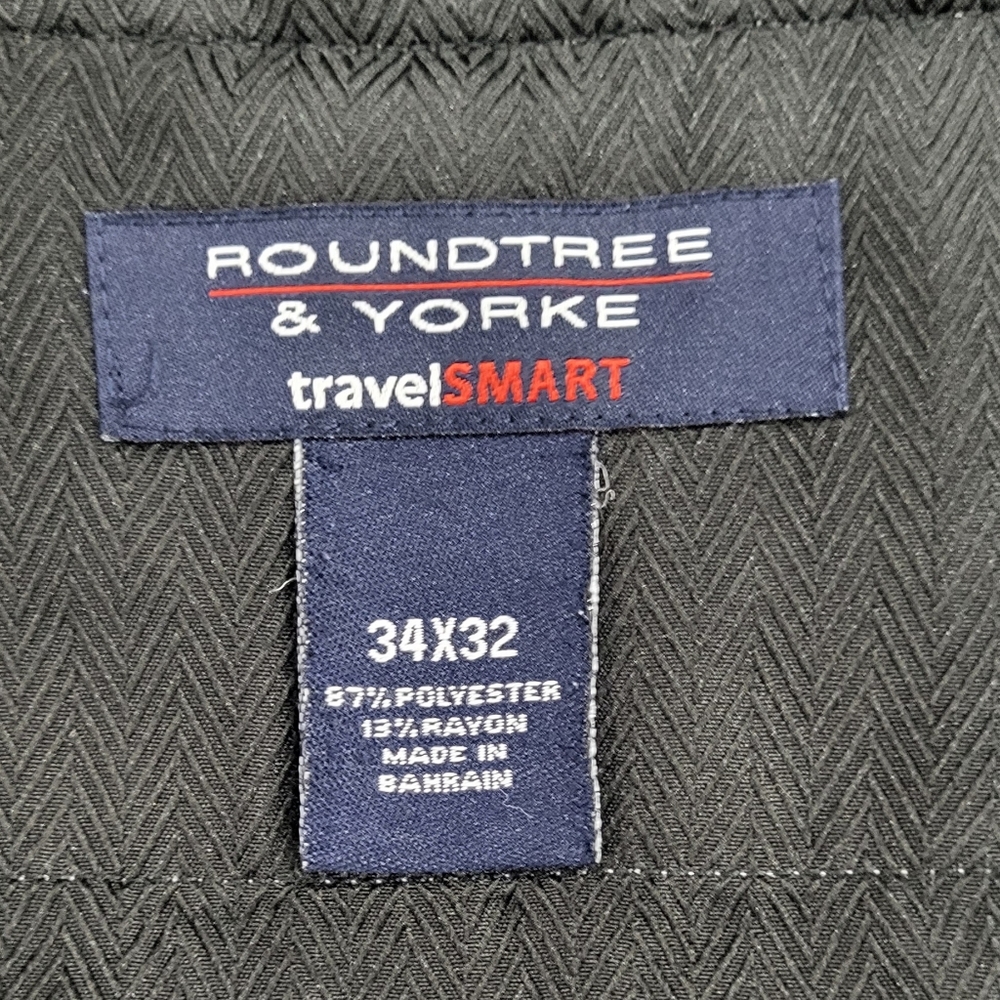 ROUNDTREE
& YORKE
travelSMART
34X32
87% POLYESTER
13% RAYON
MADE IN
BAHRAIN